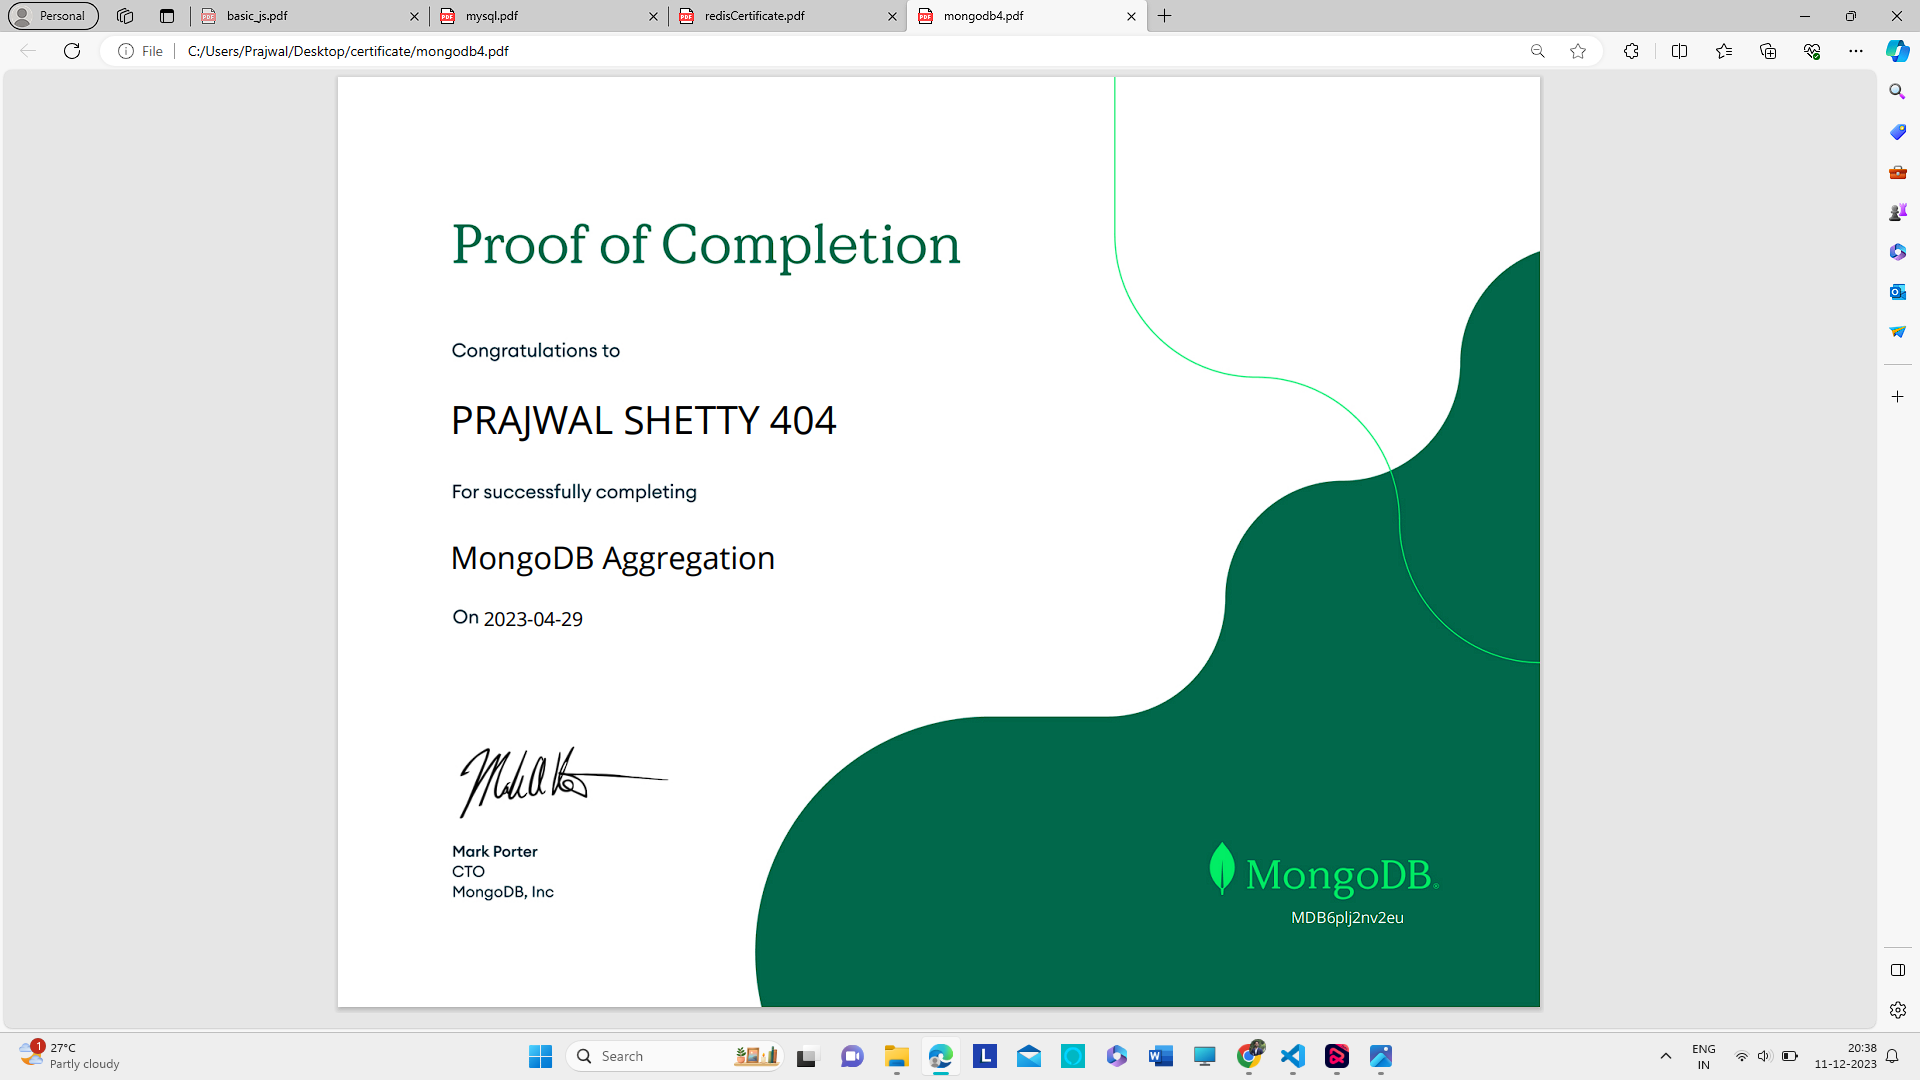 Personal
basic_js.pdf
mysql.pdf
redisCertificate.pdf
mongodb4.pdf
File
C:/Users/Prajwal/Desktop/certificate/mongodb4.pdf
Proof of Completion
Congratulations to
PRAJWAL SHETTY 404
For successfully completing
MongoDB Aggregation
On 2023-04-29
Mark Porter
CTO
MongoDB, Inc
MongoDB®
MDB6plj2nv2eu
1
27°C
Partly cloudy
Search
L
W
ENG
IN
20:38
11-12-2023